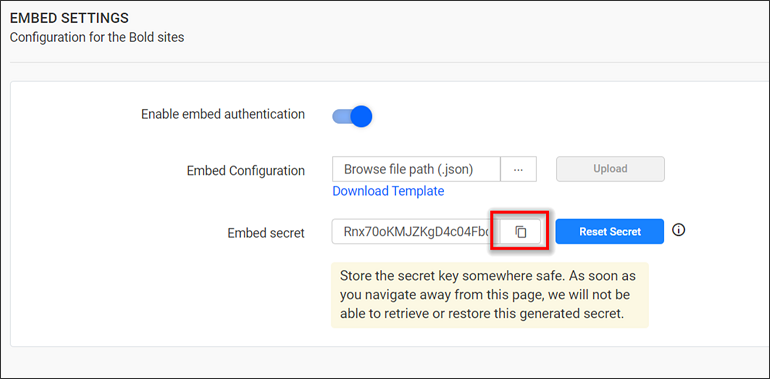 EMBED SETTINGS
Configuration for the Bold sites
Enable embed authentication
Embed Configuration
Browse file path (.json)
...
Upload
Download Template
Embed secret
Rnx70oKMJZKgD4c04Fb
Reset Secret
Store the secret key somewhere safe. As soon as
you navigate away from this page, we will not be
able to retrieve or restore this generated secret.